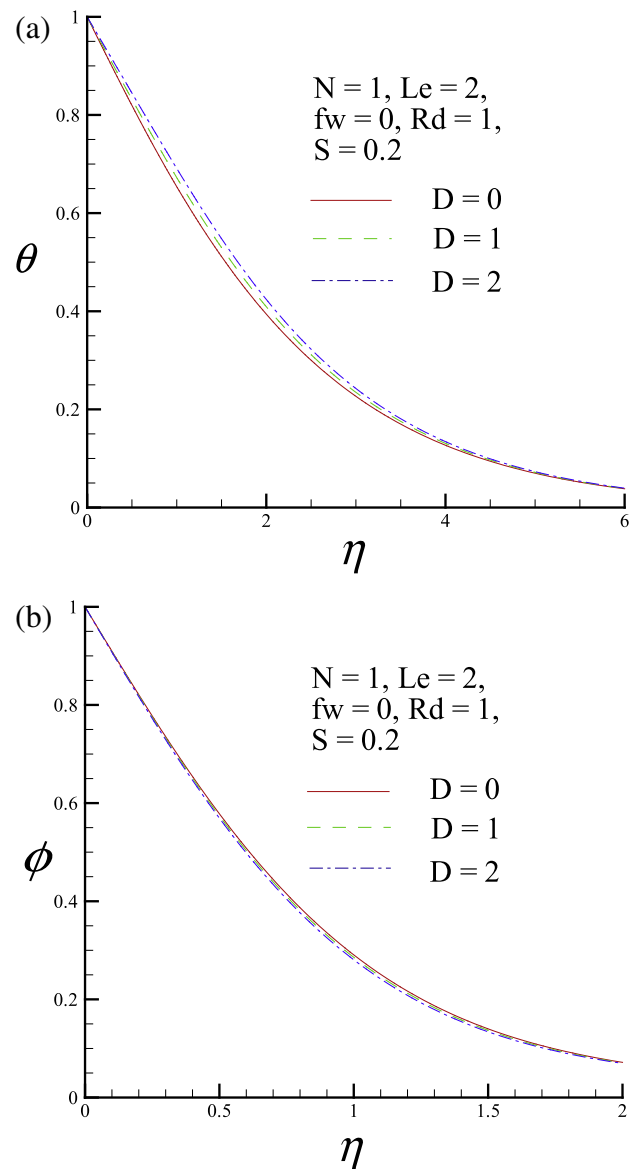 (a)
1
0.8
0.6
0.4
0.2
0
θ
N = 1, Le = 2,
fw = 0, Rd = 1,
S = 0.2
D = 0
D = 1
D = 2
0 2 4 6
η
(b)
1
0.8
0.6
0.4
0.2
0
ϕ
N = 1, Le = 2,
fw = 0, Rd = 1,
S = 0.2
D = 0
D = 1
D = 2
0 0.5 1 1.5 2
η